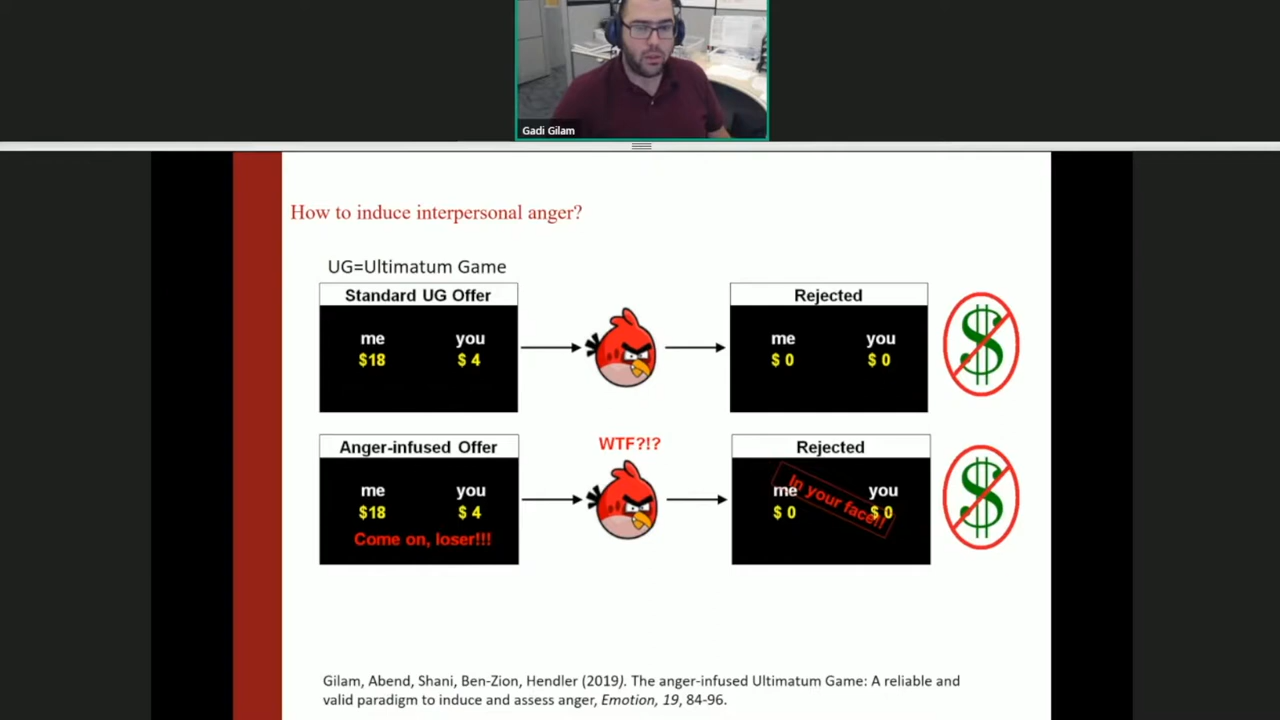 Gadi Gilam
How to induce interpersonal anger?
UG=Ultimatum Game
Standard UG Offer
me you
$18 $ 4
Rejected
me you
$ 0 $ 0
$
Anger-infused Offer
me you
$18 $ 4
Come on, loser!!!
WTF?!?
Rejected
me you
$ 0 $ 0
In your face!!
$
Gilam, Abend, Shani, Ben-Zion, Hendler (2019). The anger-infused Ultimatum Game: A reliable and
valid paradigm to induce and assess anger, Emotion, 19, 84-96.